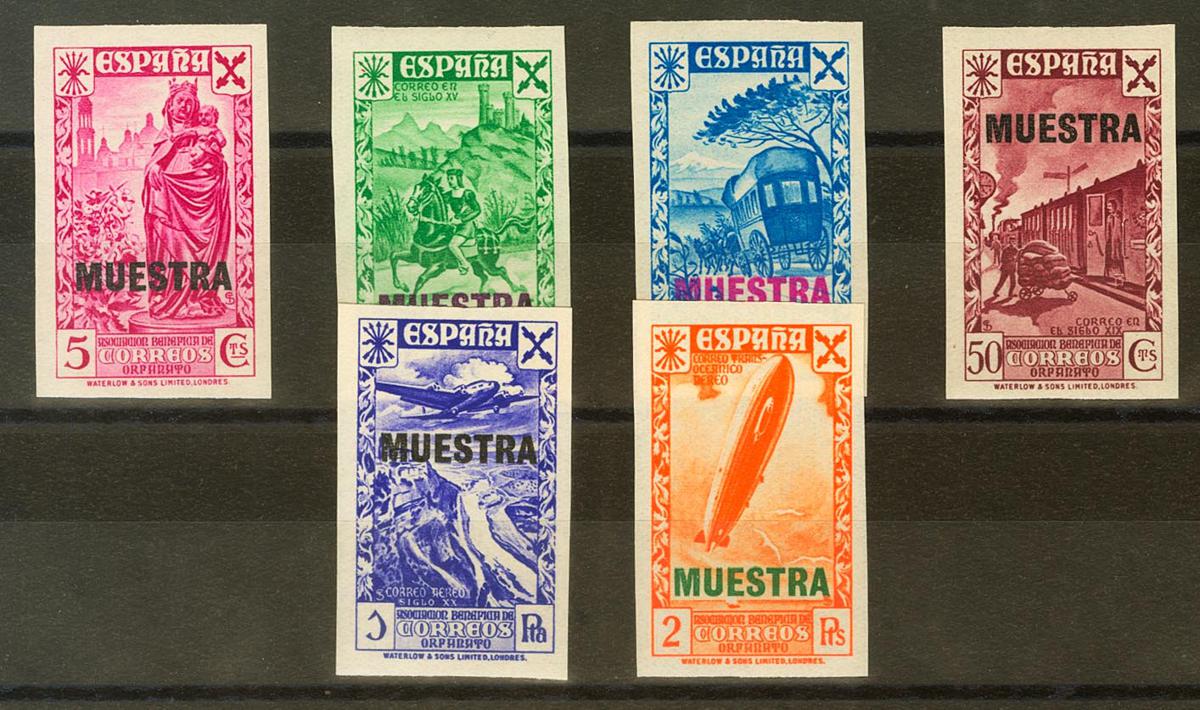 ESPAÑA
MUESTRA
5 ASOCIACION BENEFICA DE Cts
CORREOS
ORFANATO
WATERLOW & SONS LIMITED, LONDRES.
ESPAÑA
CORREO EN
EL SIGLO XV
MUESTRA
ESPAÑA
MUESTRA
ESPAÑA
MUESTRA
CORREO EN
EL SIGLO XIX
50 ASOCIACION BENEFICA DE Cts
CORREOS
ORFANATO
WATERLOW & SONS LIMITED, LONDRES.
ESPAÑA
MUESTRA
CORREO AEREO
SIGLO XX
1 ASOCIACION BENEFICA DE Pta
CORREOS
ORFANATO
WATERLOW & SONS LIMITED, LONDRES.
ESPAÑA
CORREO TRANS-
OCEANICO
AEREO
MUESTRA
2 ASOCIACION BENEFICA DE Pts
CORREOS
ORFANATO
WATERLOW & SONS LIMITED, LONDRES.